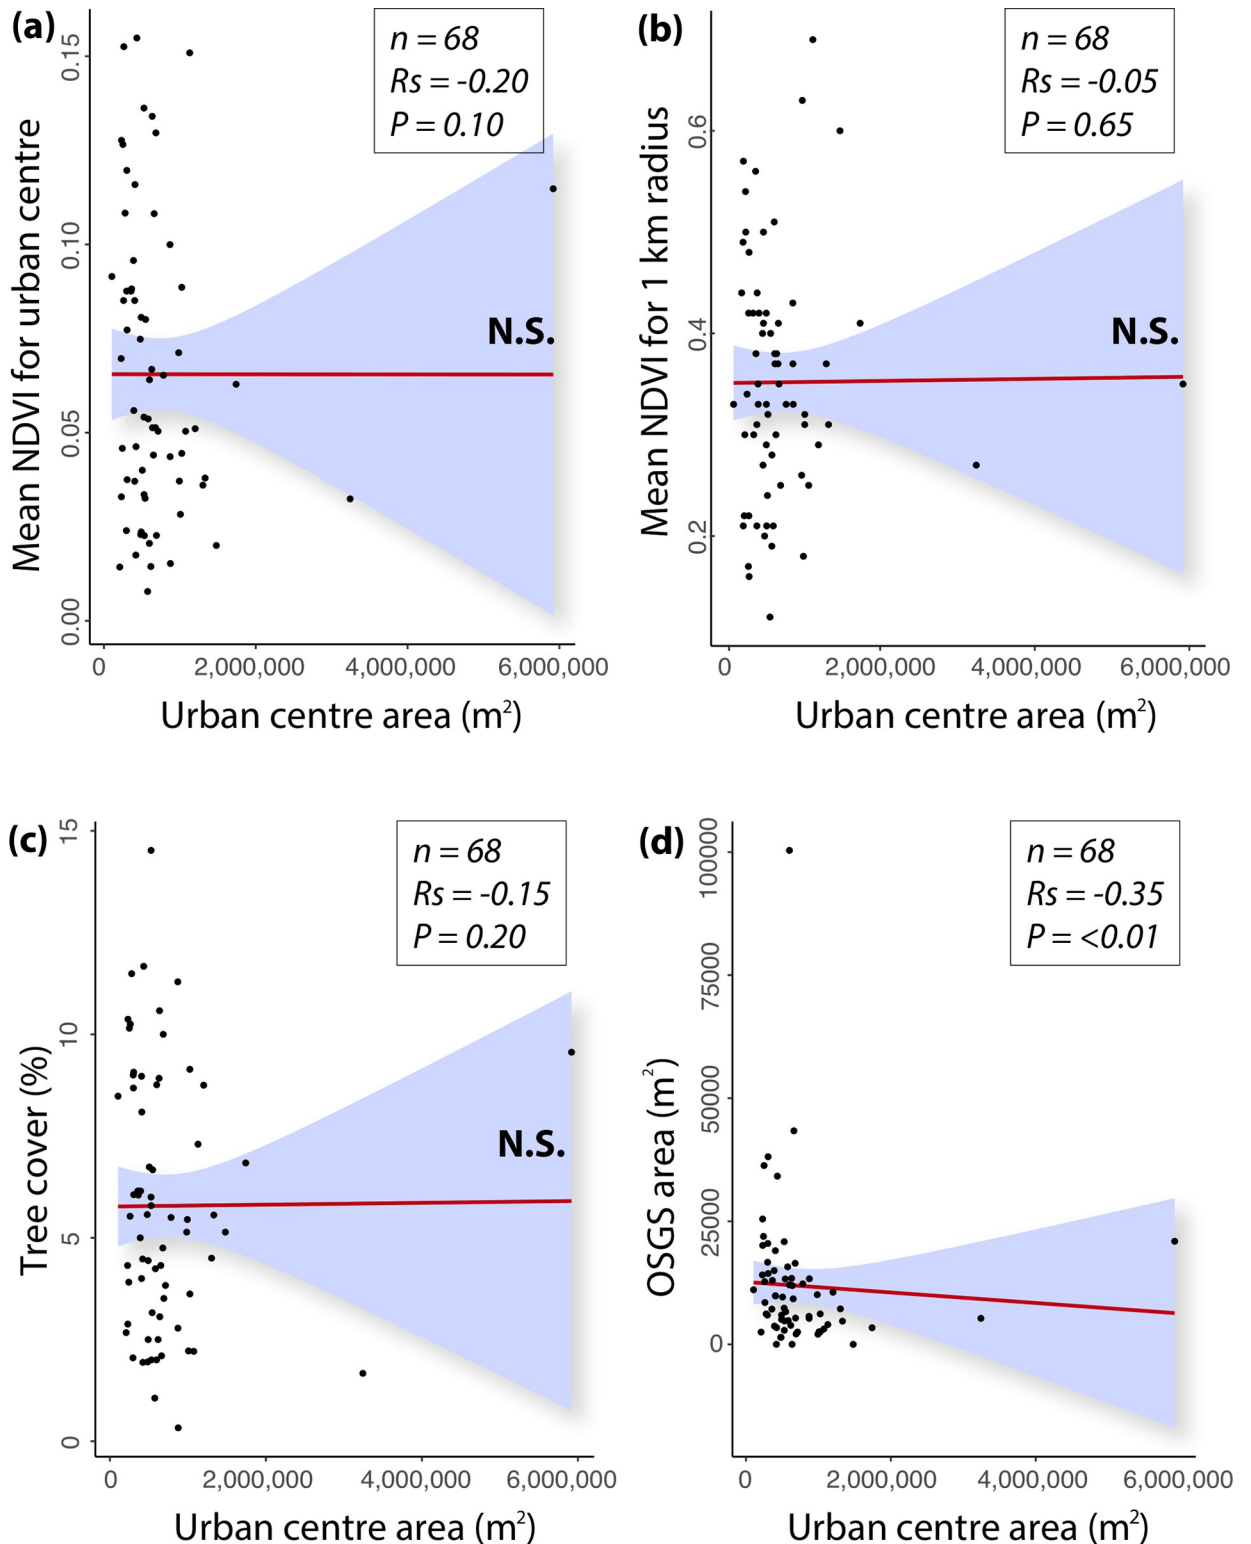 (a)
n = 68
Rs = -0.20
P = 0.10
Mean NDVI for urban centre
0.15
0.10
0.05
0.00
N.S.
0
2,000,000
4,000,000
6,000,000
Urban centre area (m²)
(b)
n = 68
Rs = -0.05
P = 0.65
Mean NDVI for 1 km radius
0.6
0.4
0.2
N.S.
0
2,000,000
4,000,000
6,000,000
Urban centre area (m²)
(c)
n = 68
Rs = -0.15
P = 0.20
Tree cover (%)
15
10
5
0
N.S.
0
2,000,000
4,000,000
6,000,000
Urban centre area (m²)
(d)
n = 68
Rs = -0.35
P = <0.01
OSGS area (m²)
100000
75000
50000
25000
0
0
2,000,000
4,000,000
6,000,000
Urban centre area (m²)